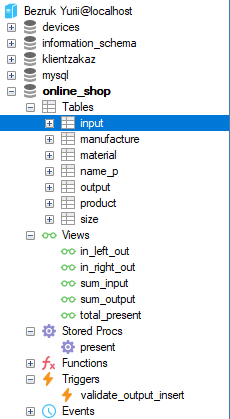 Bezruk Yurii@localhost
devices
information_schema
klientzakaz
mysql
online_shop
Tables
input
manufacture
material
name_p
output
product
size
Views
in_left_out
in_right_out
sum_input
sum_output
total_present
Stored Procs
present
Functions
Triggers
validate_output_insert
Events